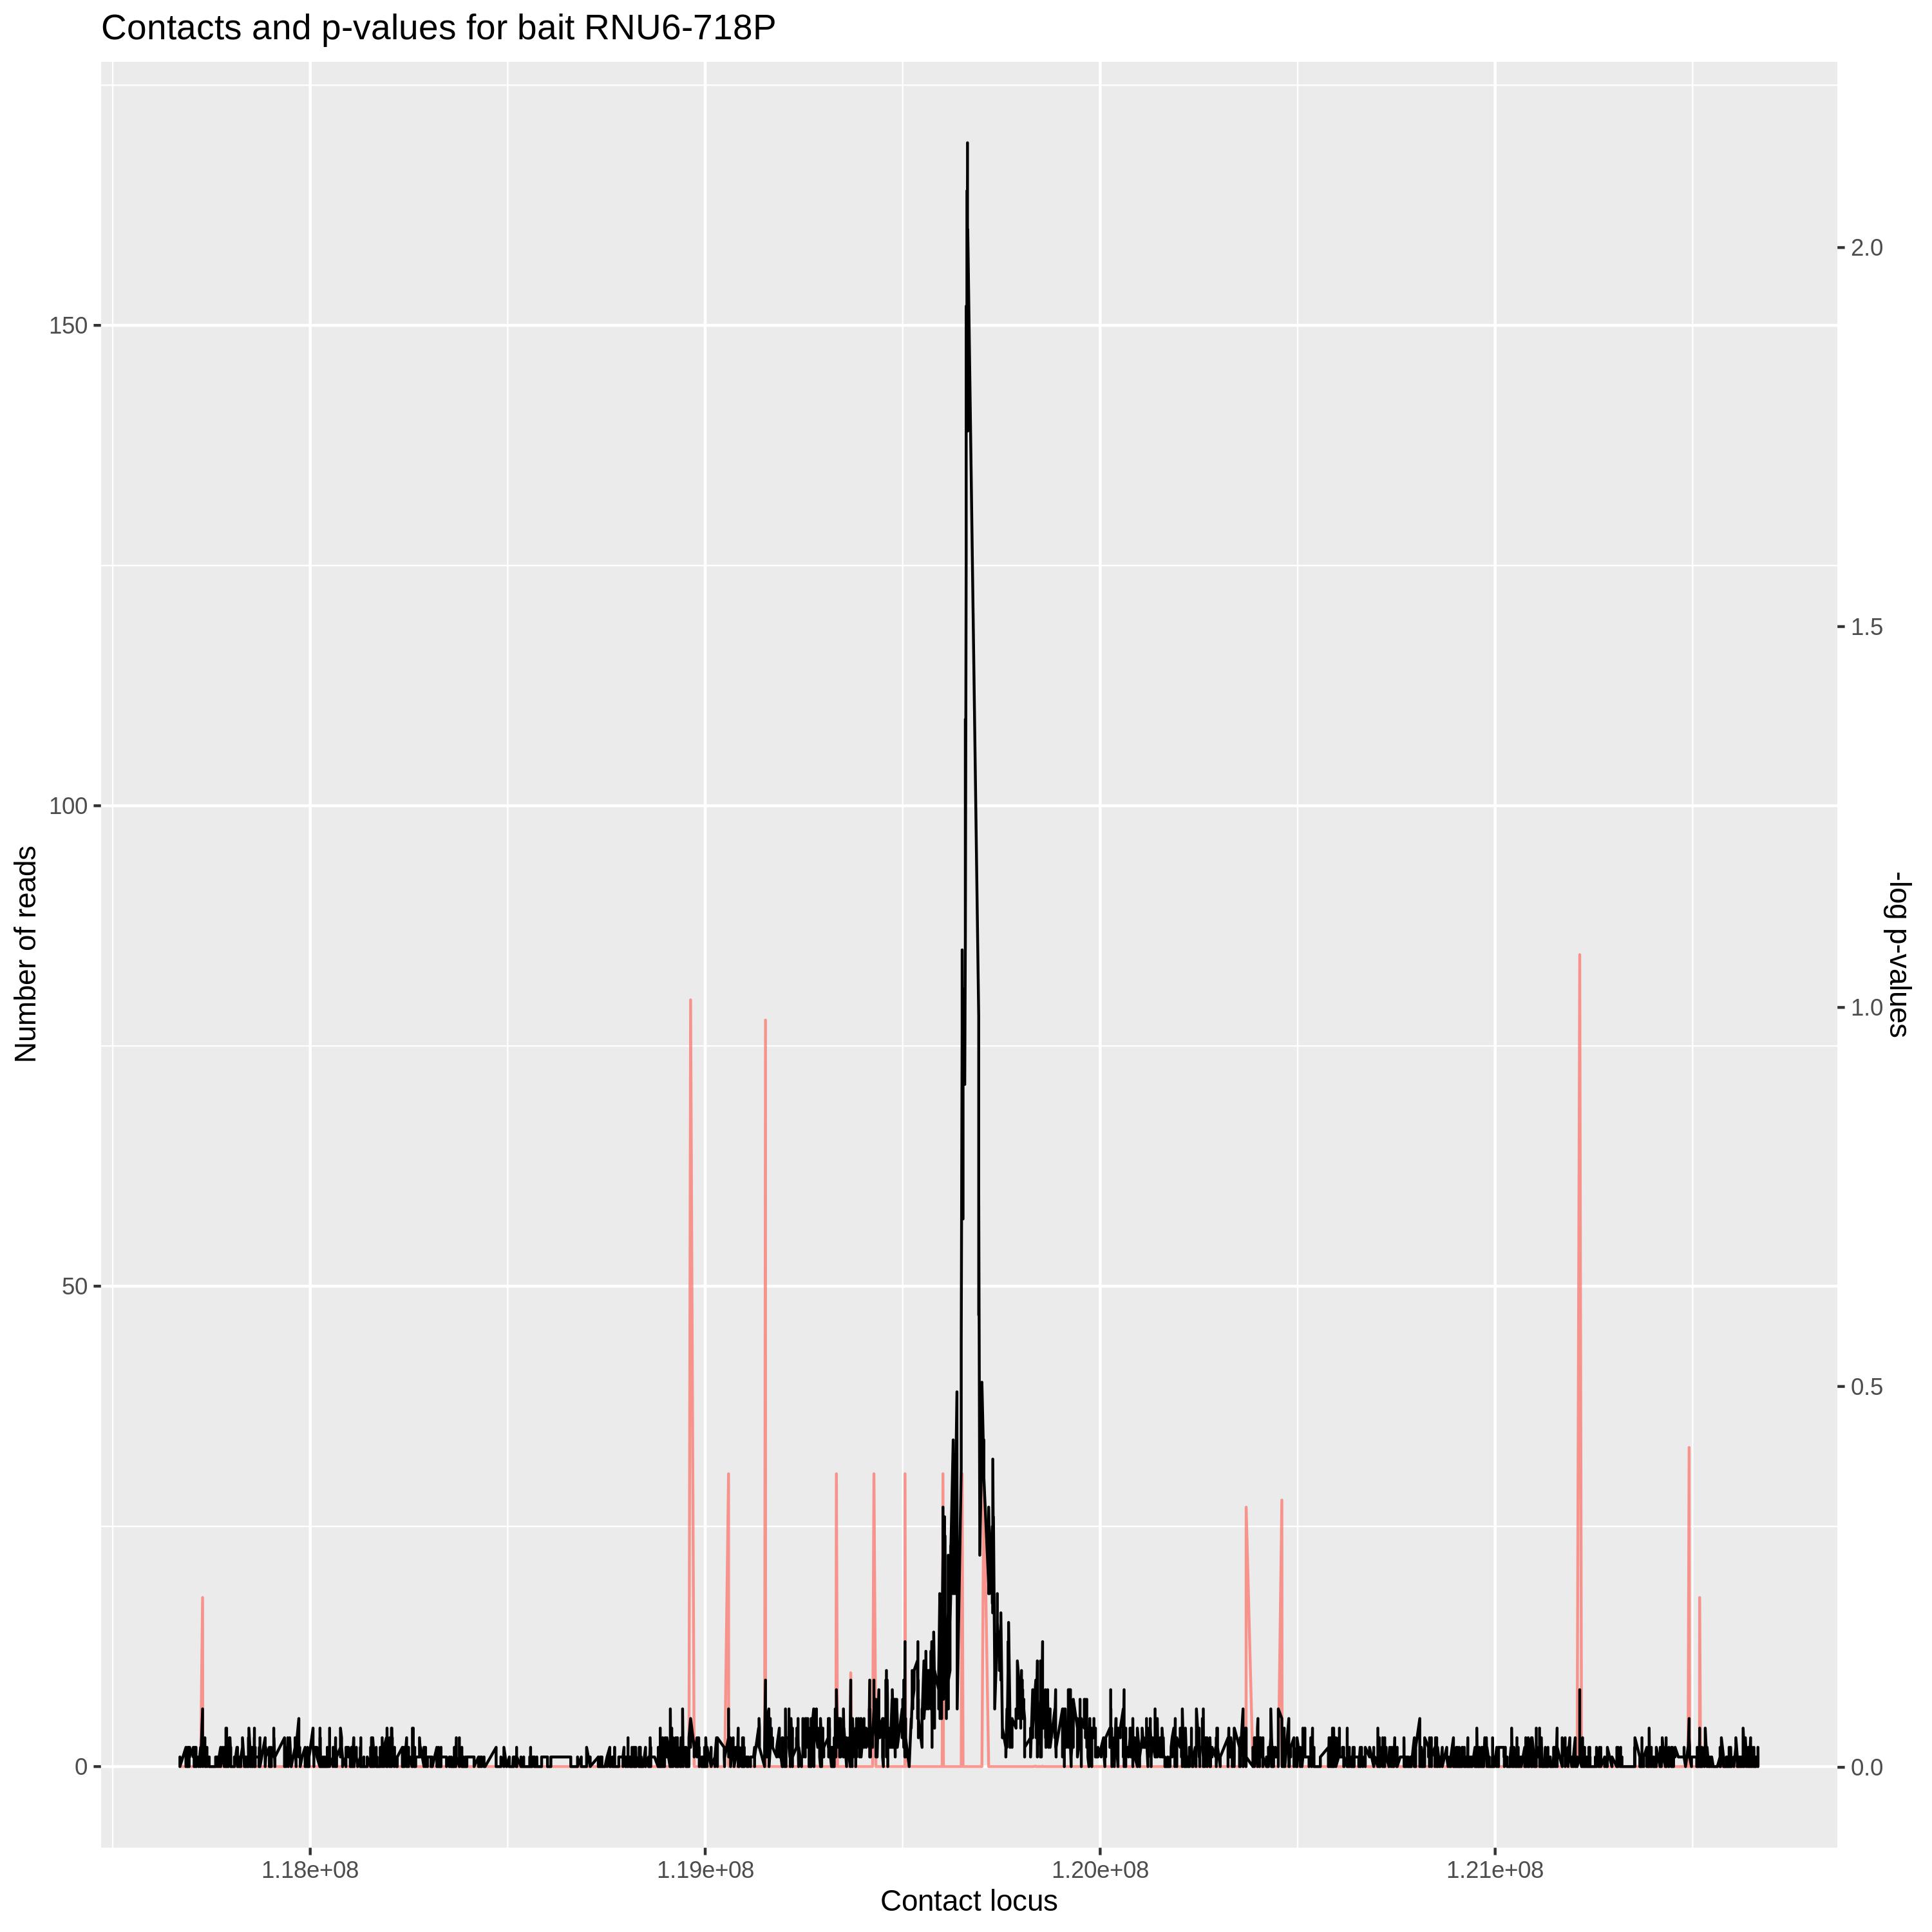 Contacts and p-values for bait RNU6-718P
Number of reads
150
100
50
0
2.0
1.5
1.0
0.5
0.0
-log p-values
1.18e+08 1.19e+08 1.20e+08 1.21e+08
Contact locus